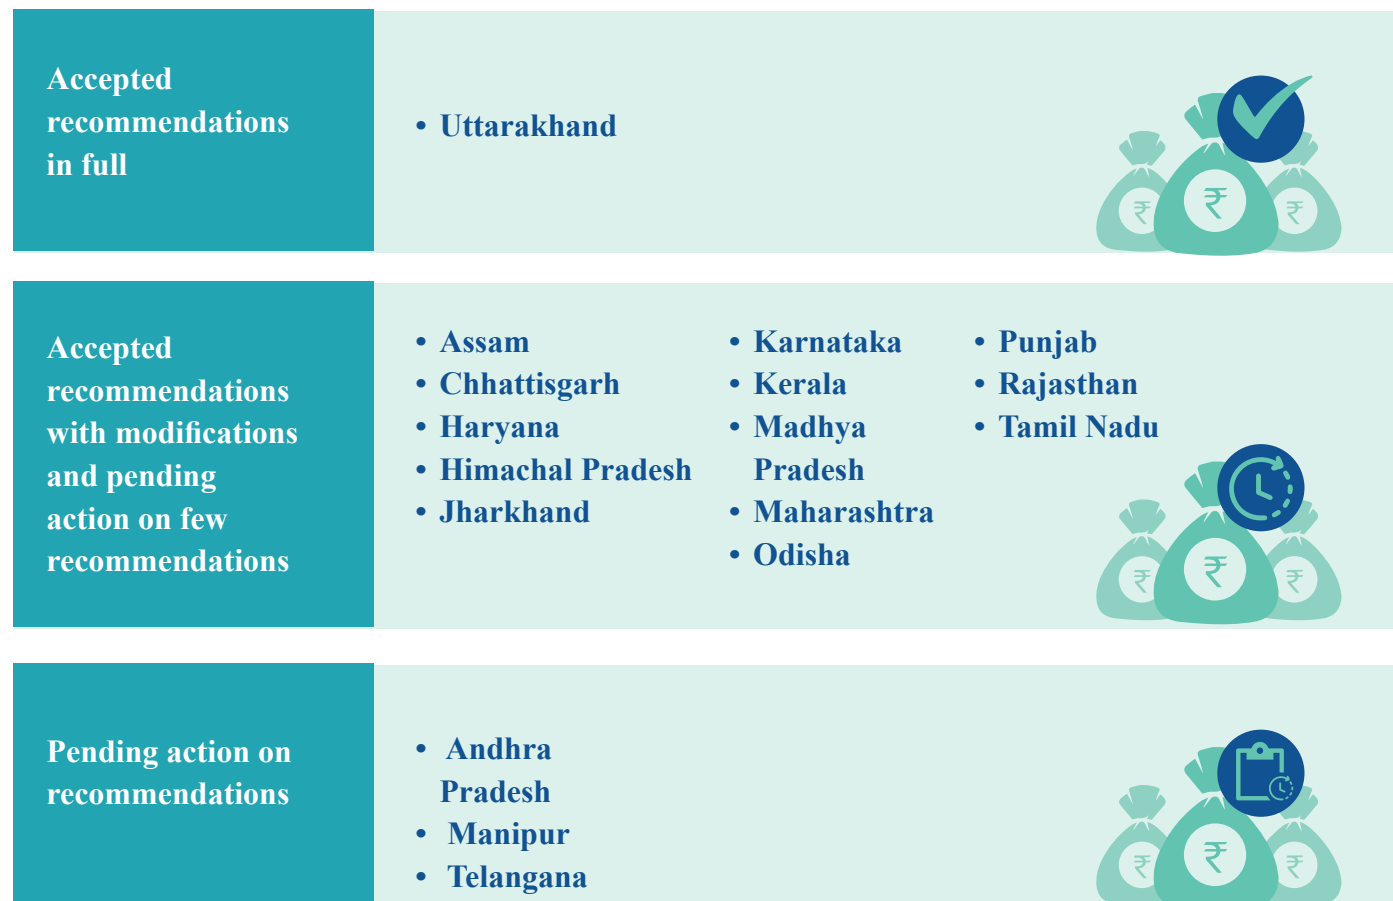 Accepted
recommendations
in full
• Uttarakhand
₹ ₹ ₹
Accepted
recommendations
with modifications
and pending
action on few
recommendations
• Assam
• Chhattisgarh
• Haryana
• Himachal Pradesh
• Jharkhand
• Karnataka
• Kerala
• Madhya
Pradesh
• Maharashtra
• Odisha
• Punjab
• Rajasthan
• Tamil Nadu
₹ ₹ ₹
Pending action on
recommendations
• Andhra
Pradesh
• Manipur
• Telangana
₹ ₹ ₹